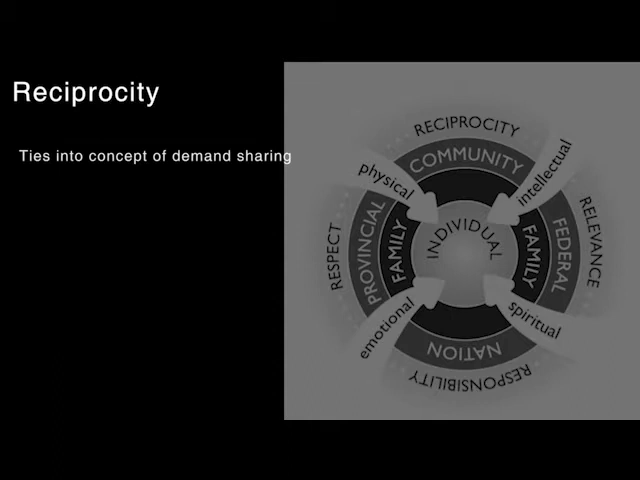 Reciprocity
Ties into concept of demand sharing
RECIPROCITY
COMMUNITY
physical
intellectual
INDIVIDUAL
RESPECT
PROVINCIAL
FAMILY
FAMILY
FEDERAL
RELEVANCE
emotional
spiritual
NATION
RESPONSIBILITY